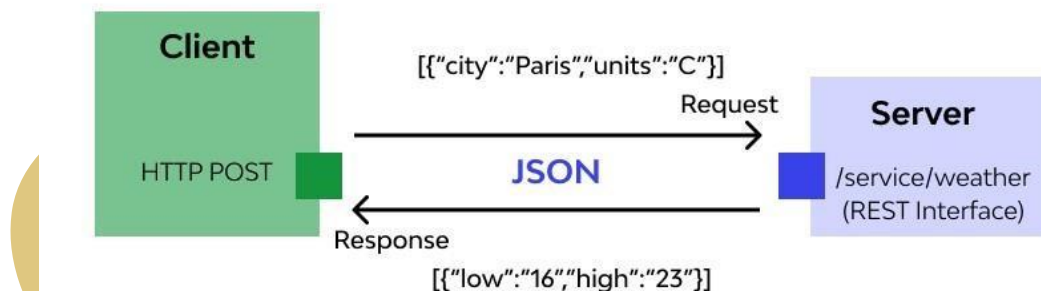 Client
[{“city”:“Paris”,“units”:“C”}]
Request
Server
HTTP POST
JSON
/service/weather
(REST Interface)
Response
[{“low”:“16”,“high”:“23”}]